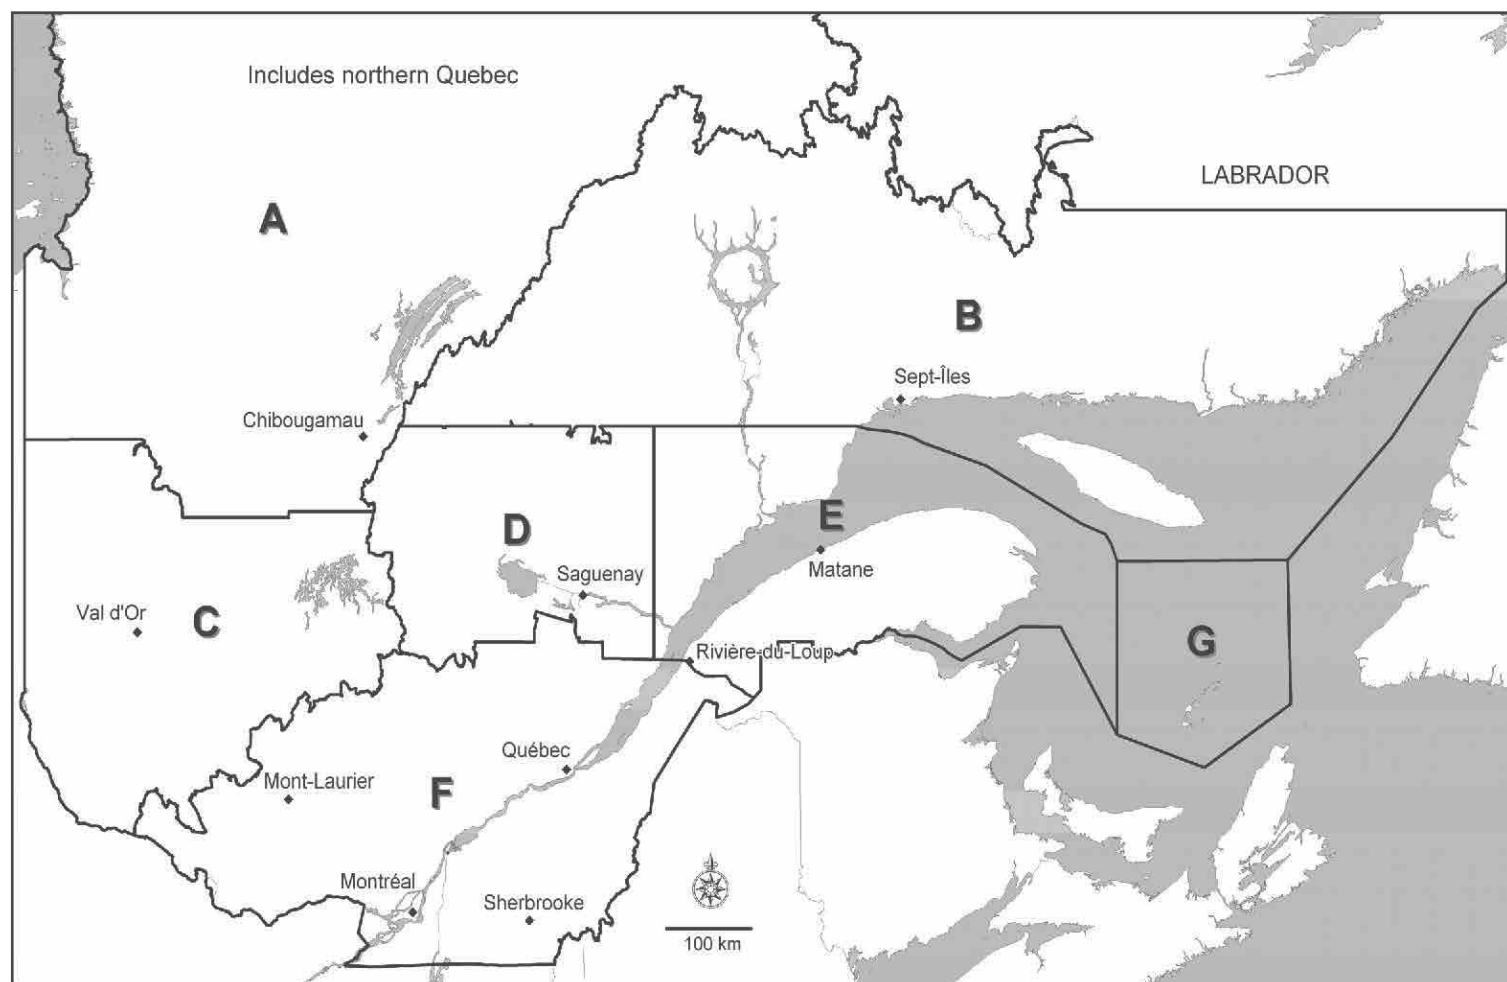 Includes northern Quebec
LABRADOR
A
B
Sept-Îles
Chibougamau
D
E
Matane
Saguenay
Val d'Or
C
G
Rivière-du-Loup
Québec
Mont-Laurier
F
Montréal
Sherbrooke
100 km